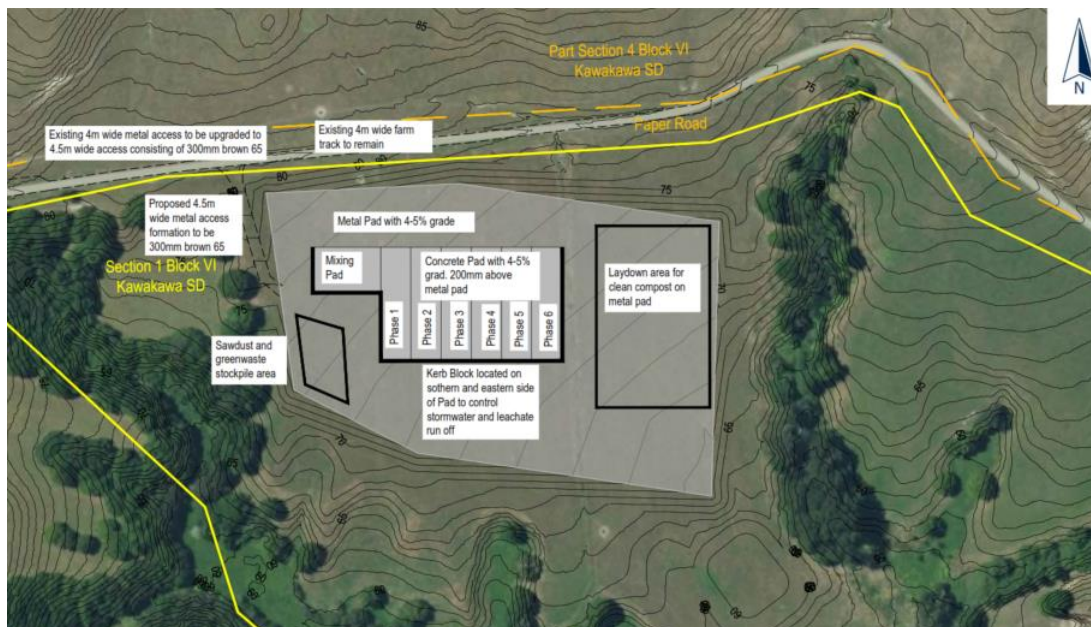 85
Part Section 4 Block VI
Kawakawa SD
N
75
Existing 4m wide metal access to be upgraded to
4.5m wide access consisting of 300mm brown 65
Existing 4m wide farm
track to remain
Paper Road
80
75
Proposed 4.5m
wide metal access
formation to be
300mm brown 65
Section 1 Block VI
Kawakawa SD
Metal Pad with 4-5% grade
Mixing
Pad
Concrete Pad with 4-5%
grad. 200mm above
metal pad
Laydown area for
clean compost on
metal pad
70
Phase 1
Phase 2
Phase 3
Phase 4
Phase 5
Phase 6
75
Sawdust and
greenwaste
stockpile area
Kerb Block located on
sothern and eastern side
of Pad to control
stormwater and leachate
run off
70
65
65
65
60